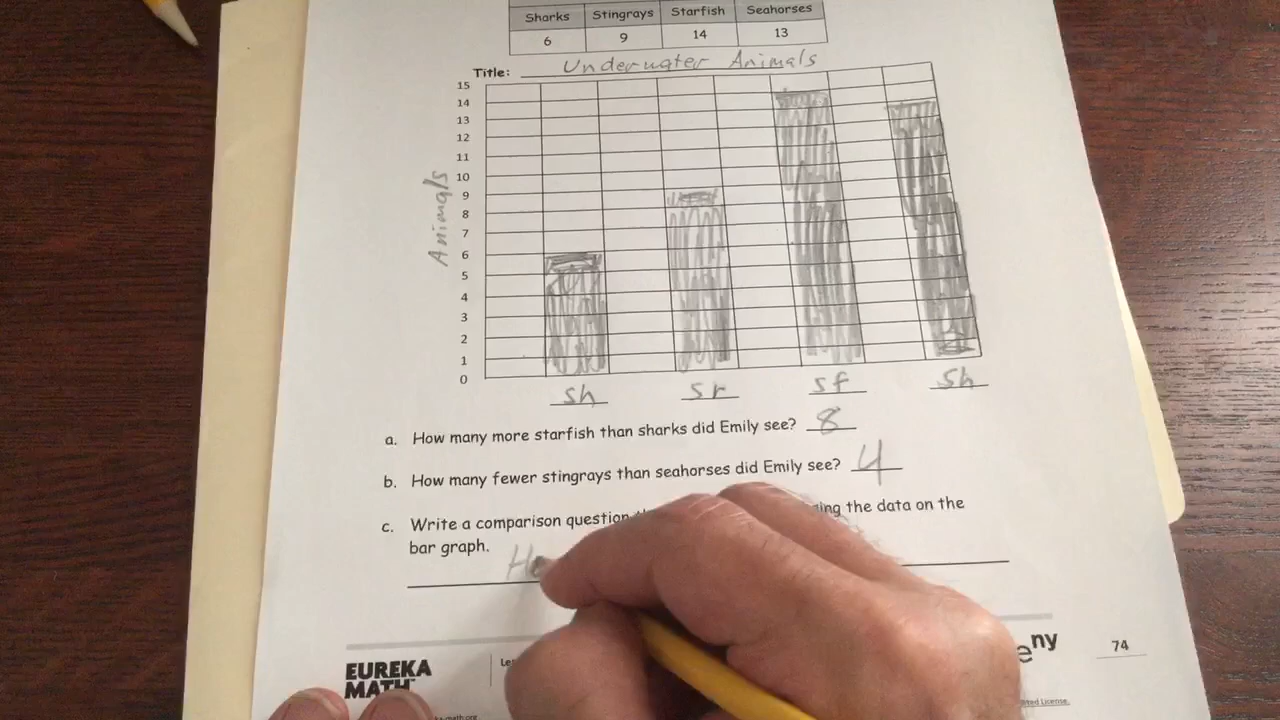 Sharks Stingrays Starfish Seahorses
6 9 14 13
Title: Underwater Animals
15
14
13
12
11
10
9
8
7
6
5
4
3
2
1
0
Animals
sh sr sf sh
a. How many more starfish than sharks did Emily see? 8
b. How many fewer stingrays than seahorses did Emily see? 4
c. Write a comparison question the data on the
bar graph.
EUREKA
MATH
ny
74